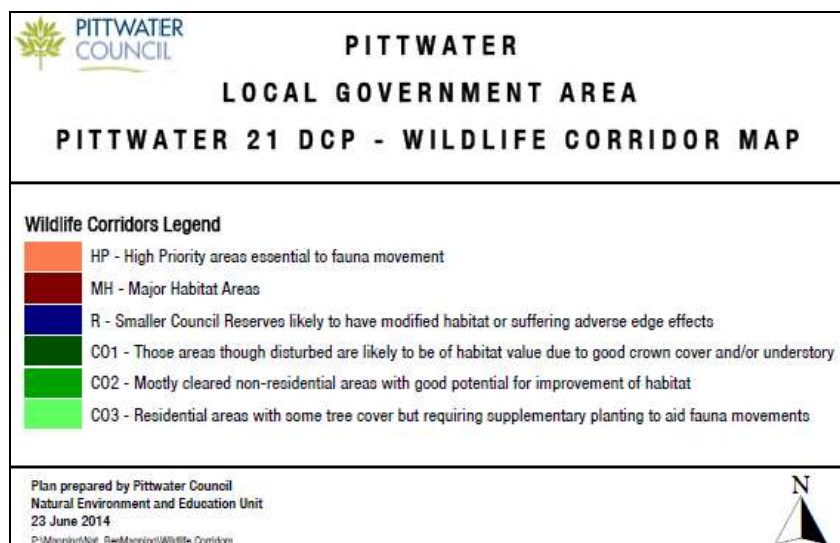 PITTWATER
COUNCIL
PITTWATER
LOCAL GOVERNMENT AREA
PITTWATER 21 DCP - WILDLIFE CORRIDOR MAP
Wildlife Corridors Legend
HP - High Priority areas essential to fauna movement
MH - Major Habitat Areas
R - Smaller Council Reserves likely to have modified habitat or suffering adverse edge effects
CO1 - Those areas though disturbed are likely to be of habitat value due to good crown cover and/or understory
CO2 - Mostly cleared non-residential areas with good potential for improvement of habitat
CO3 - Residential areas with some tree cover but requiring supplementary planting to aid fauna movements
Plan prepared by Pittwater Council
Natural Environment and Education Unit
23 June 2014
P:\Mapping\Nat_ResMapping\Wildlife Corridors
N